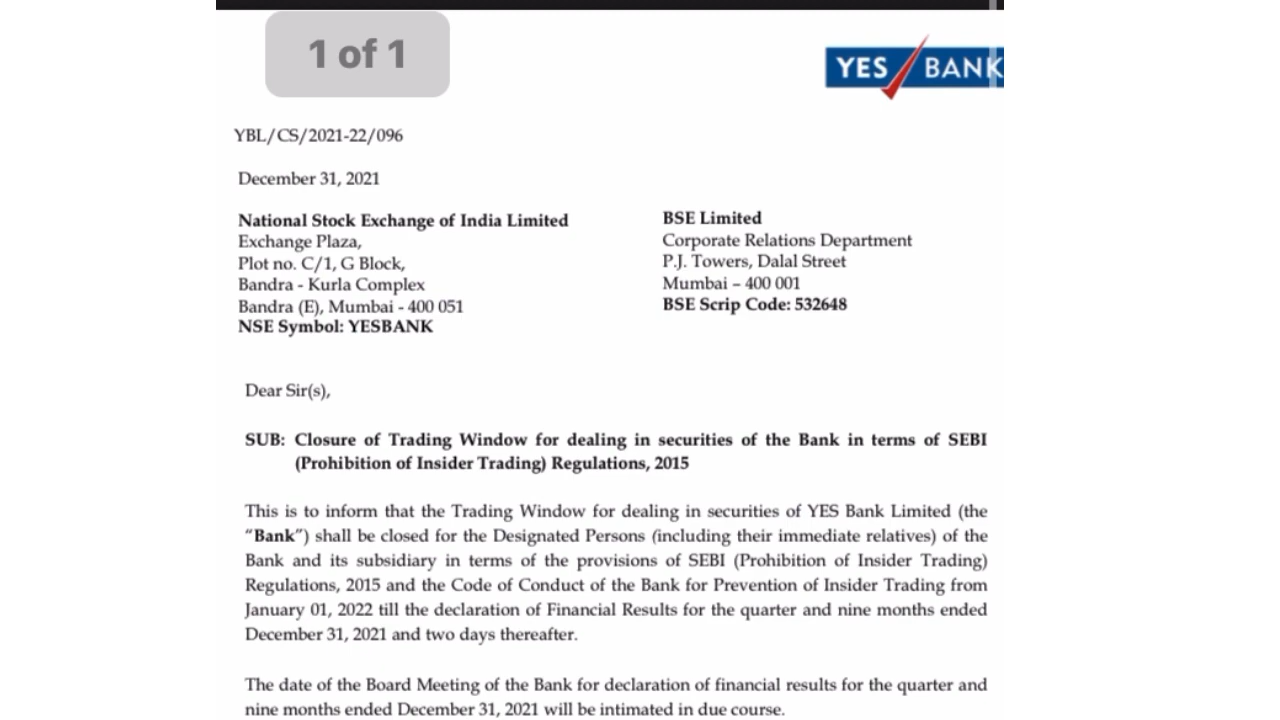 1 of 1
YES BANK
YBL/CS/2021-22/096
December 31, 2021
National Stock Exchange of India Limited
Exchange Plaza,
Plot no. C/1, G Block,
Bandra - Kurla Complex
Bandra (E), Mumbai - 400 051
NSE Symbol: YESBANK
BSE Limited
Corporate Relations Department
P.J. Towers, Dalal Street
Mumbai – 400 001
BSE Scrip Code: 532648
Dear Sir(s),
SUB: Closure of Trading Window for dealing in securities of the Bank in terms of SEBI
(Prohibition of Insider Trading) Regulations, 2015
This is to inform that the Trading Window for dealing in securities of YES Bank Limited (the
“Bank”) shall be closed for the Designated Persons (including their immediate relatives) of the
Bank and its subsidiary in terms of the provisions of SEBI (Prohibition of Insider Trading)
Regulations, 2015 and the Code of Conduct of the Bank for Prevention of Insider Trading from
January 01, 2022 till the declaration of Financial Results for the quarter and nine months ended
December 31, 2021 and two days thereafter.
The date of the Board Meeting of the Bank for declaration of financial results for the quarter and
nine months ended December 31, 2021 will be intimated in due course.